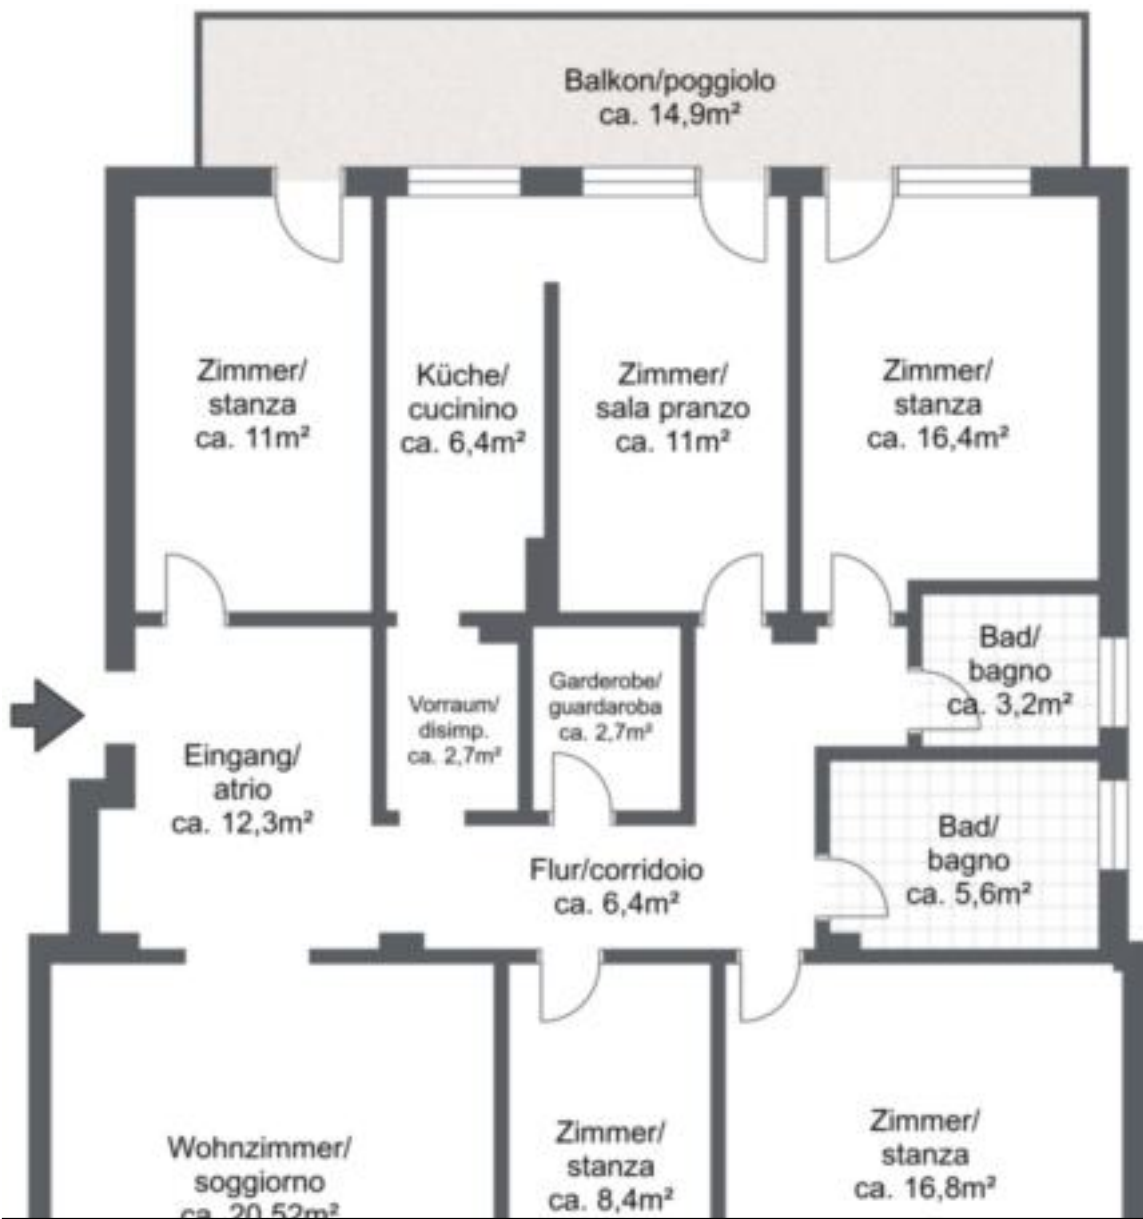 Balkon/poggiolo
ca. 14,9m²
Zimmer/
stanza
ca. 11m²
Küche/
cucinino
ca. 6,4m²
Zimmer/
sala pranzo
ca. 11m²
Zimmer/
stanza
ca. 16,4m²
Bad/
bagno
ca. 3,2m²
Garderobe/
guardaroba
ca. 2,7m²
Vorraum/
disimp.
ca. 2,7m²
Eingang/
atrio
ca. 12,3m²
Bad/
bagno
ca. 5,6m²
Flur/corridoio
ca. 6,4m²
Wohnzimmer/
soggiorno
ca. 20,52m²
Zimmer/
stanza
ca. 8,4m²
Zimmer/
stanza
ca. 16,8m²